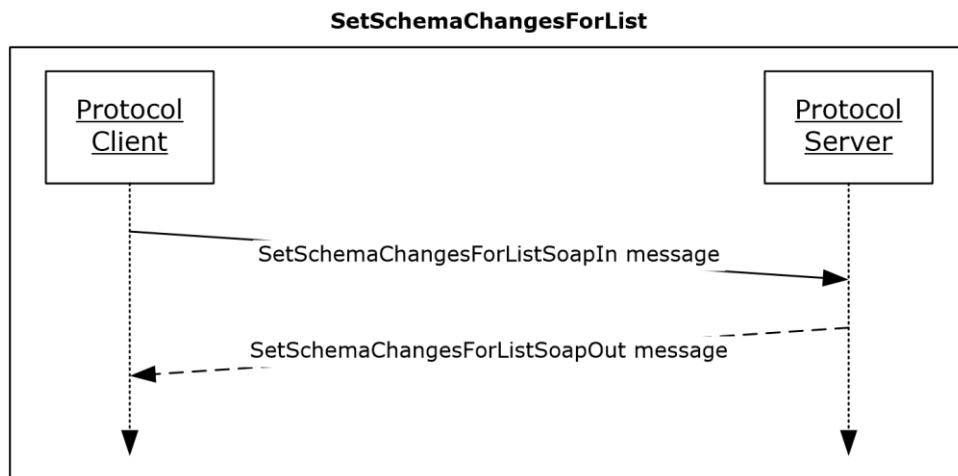 SetSchemaChangesForList
Protocol
Client
Protocol
Server
SetSchemaChangesForListSoapIn message
SetSchemaChangesForListSoapOut message